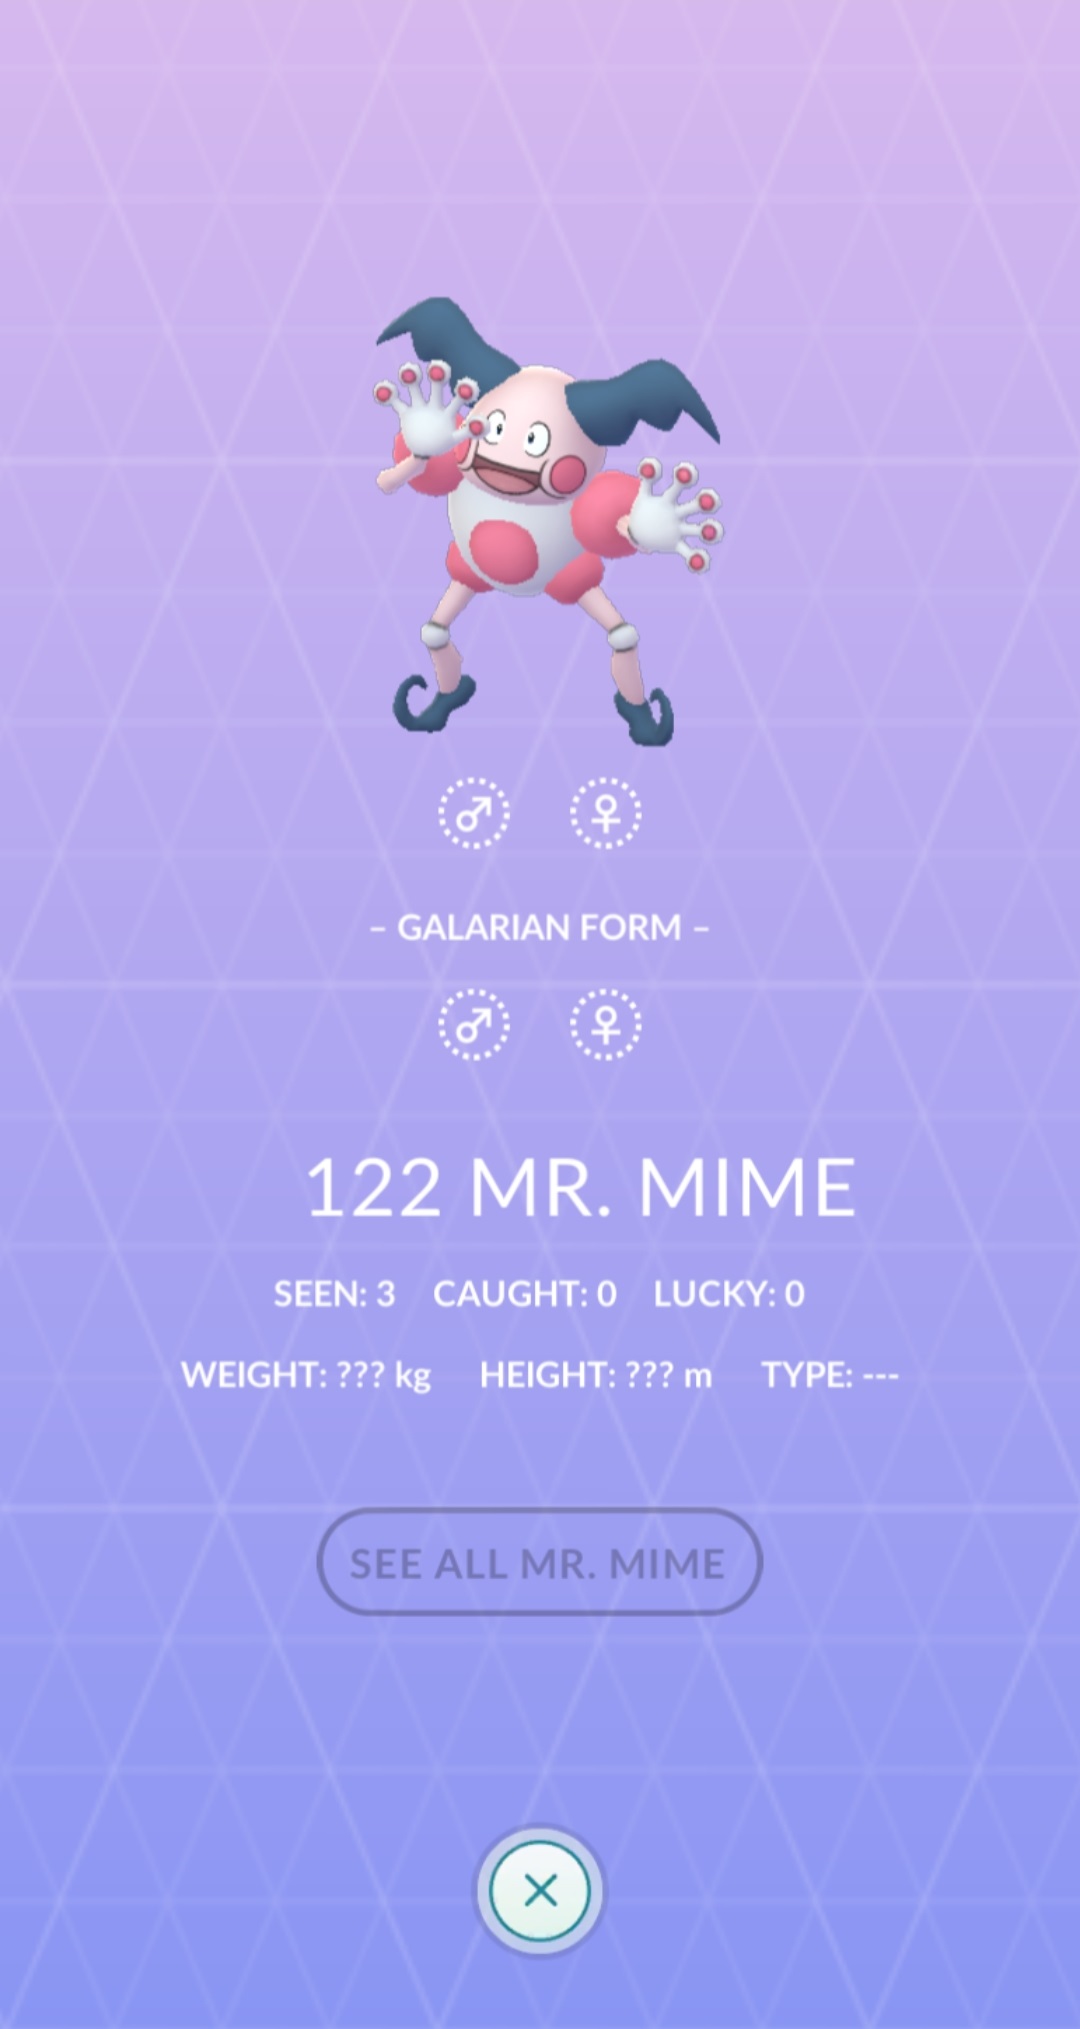 – GALARIAN FORM –
122 MR. MIME
SEEN: 3 CAUGHT: 0 LUCKY: 0
WEIGHT: ??? kg HEIGHT: ??? m TYPE: ---
SEE ALL MR. MIME